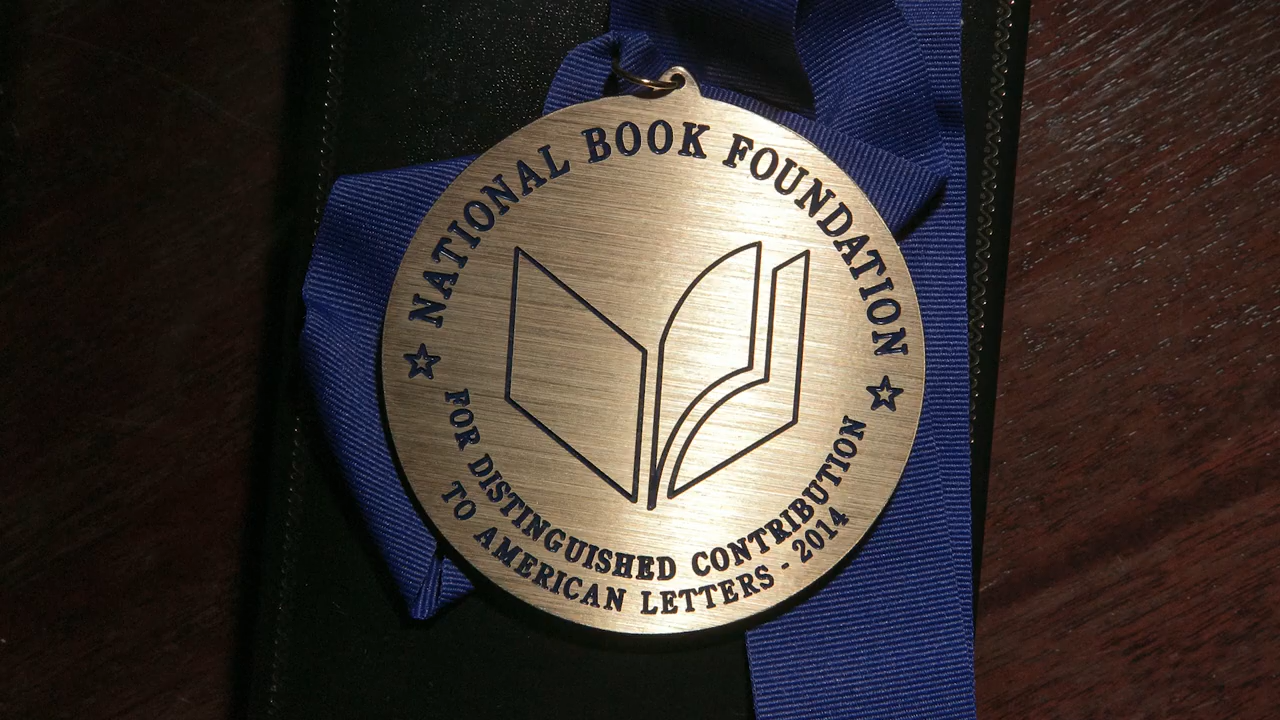 NATIONAL BOOK FOUNDATION
FOR DISTINGUISHED CONTRIBUTION
TO AMERICAN LETTERS - 2014